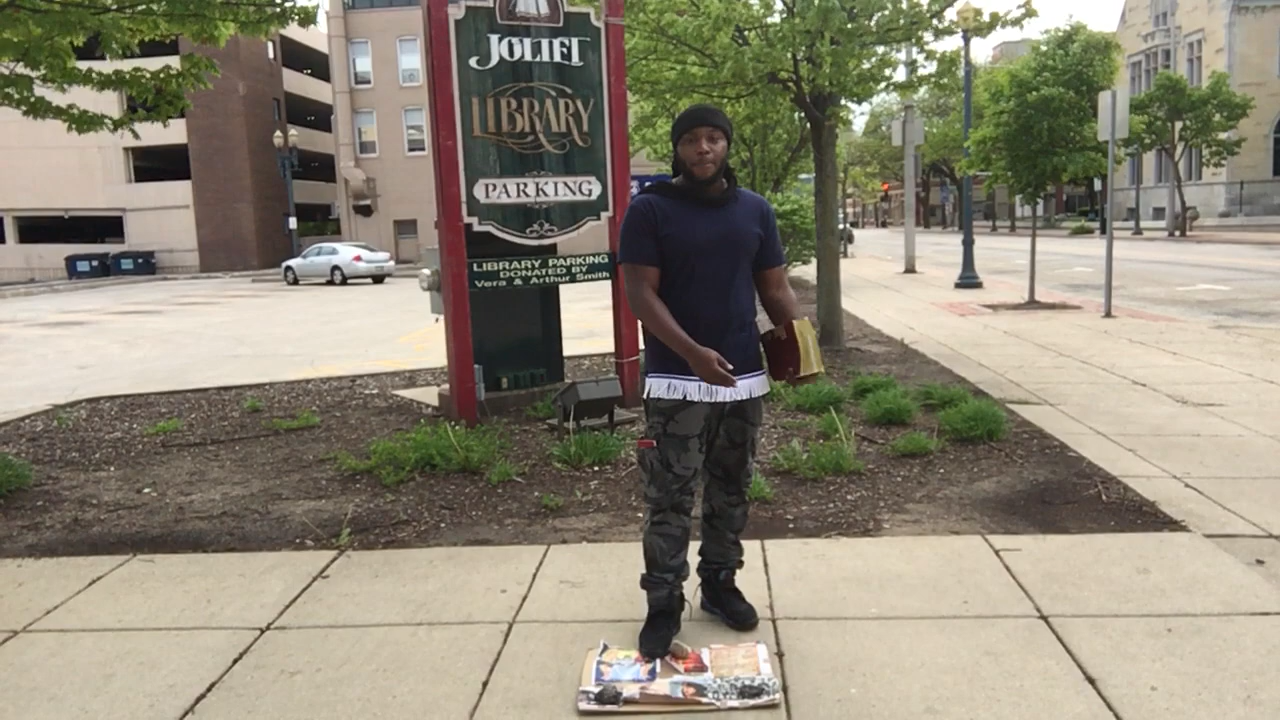 JOLIET
LIBRARY
PARKING
LIBRARY PARKING
DONATED BY
Vera & Arthur Smith